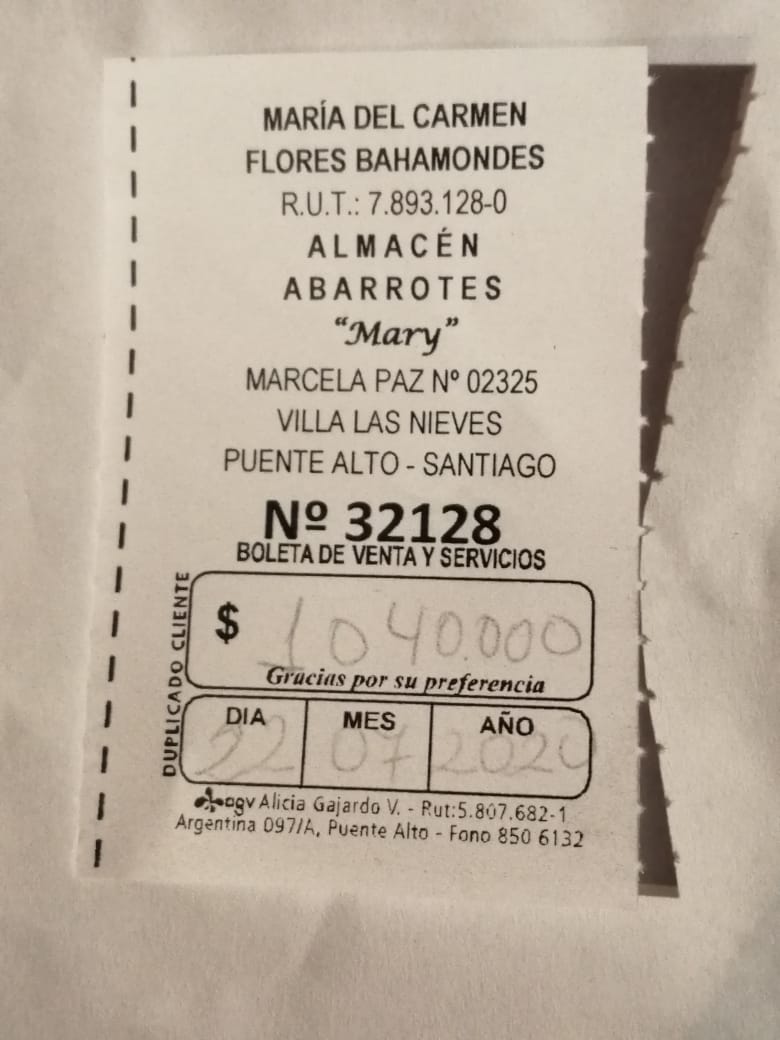 MARÍA DEL CARMEN
FLORES BAHAMONDES
R.U.T.: 7.893.128-0
ALMACÉN
ABARROTES
“Mary”
MARCELA PAZ Nº 02325
VILLA LAS NIEVES
PUENTE ALTO - SANTIAGO
Nº 32128
BOLETA DE VENTA Y SERVICIOS
DUPLICADO CLIENTE
$ 1040.000
Gracias por su preferencia
DIA MES AÑO
22 07 2020
agv Alicia Gajardo V. - Rut:5.807.682-1
Argentina 097/A, Puente Alto - Fono 850 6132